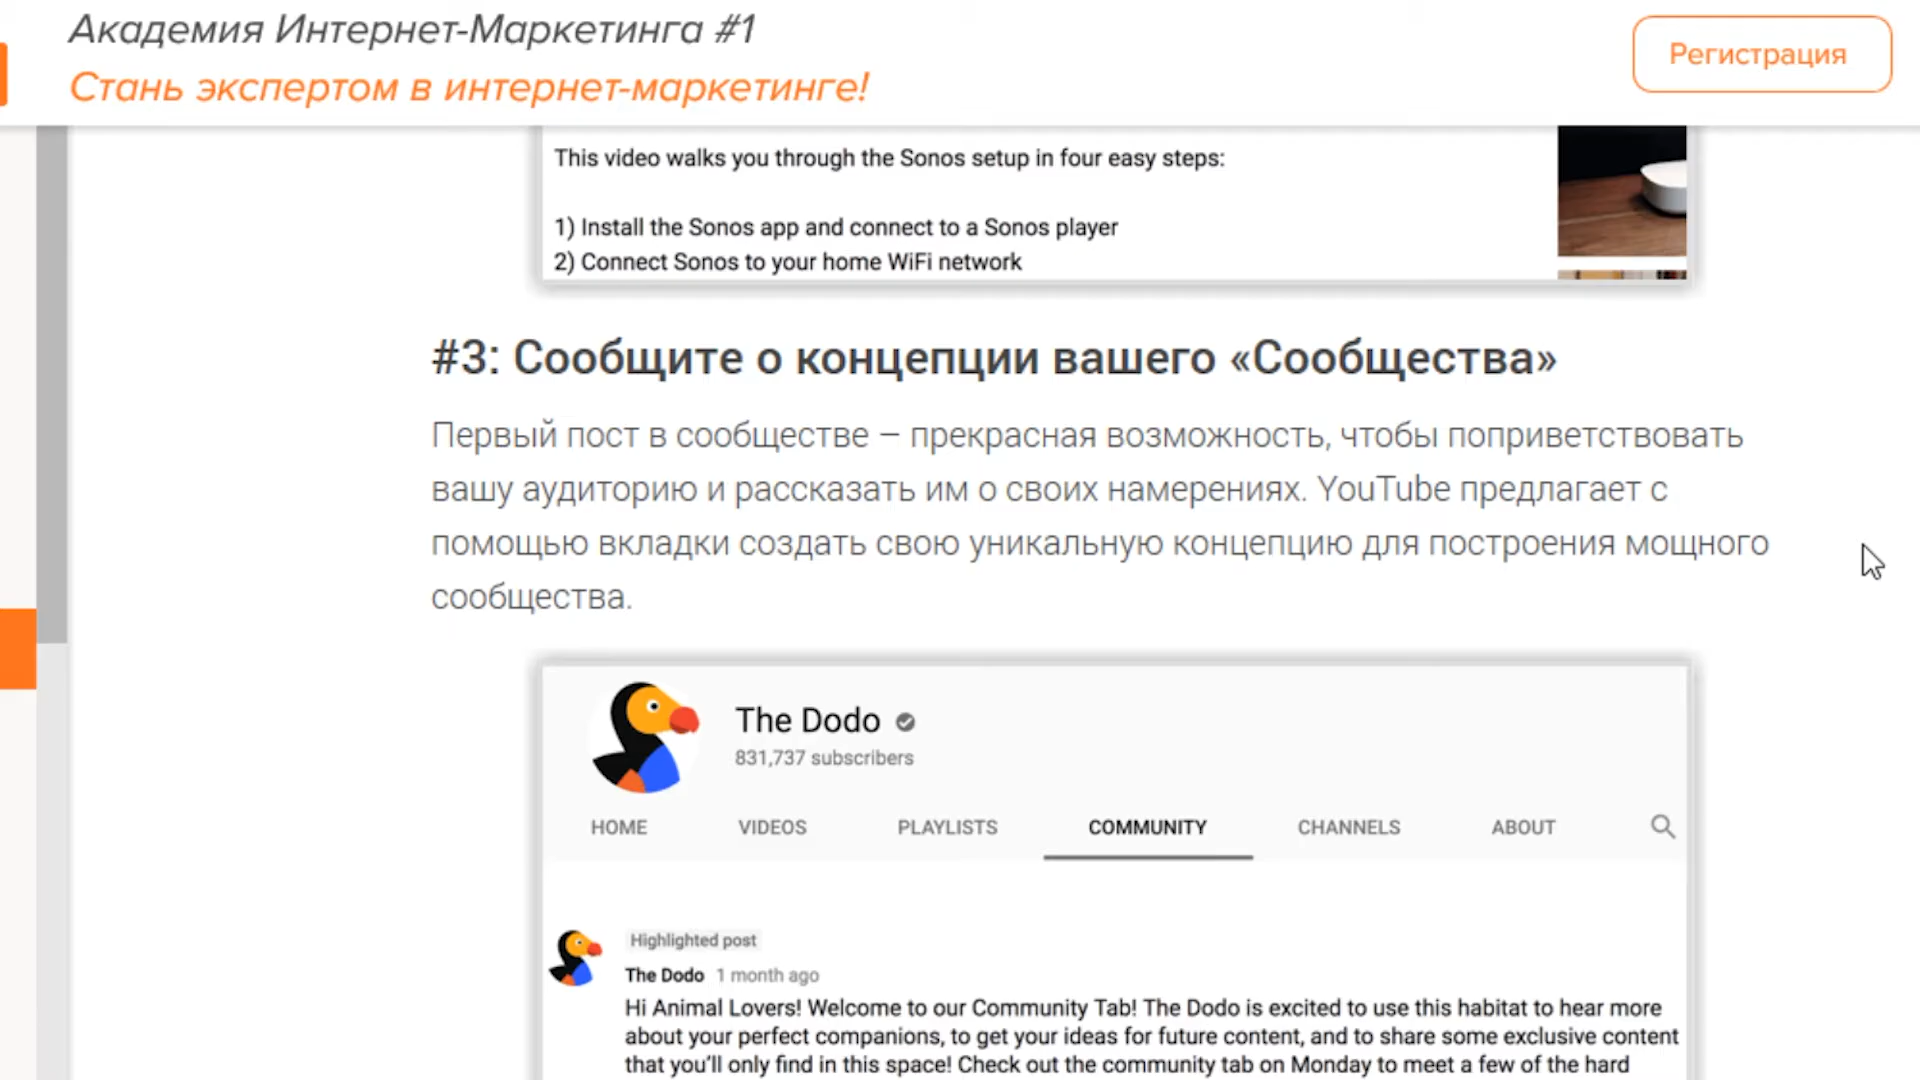 Академия Интернет-Маркетинга #1
Стань экспертом в интернет-маркетинге!
Регистрация
This video walks you through the Sonos setup in four easy steps:
1) Install the Sonos app and connect to a Sonos player
2) Connect Sonos to your home WiFi network
#3: Сообщите о концепции вашего «Сообщества»
Первый пост в сообществе – прекрасная возможность, чтобы поприветствовать
вашу аудиторию и рассказать им о своих намерениях. YouTube предлагает с
помощью вкладки создать свою уникальную концепцию для построения мощного
сообщества.
The Dodo
831,737 subscribers
HOME VIDEOS PLAYLISTS COMMUNITY CHANNELS ABOUT
Highlighted post
The Dodo 1 month ago
Hi Animal Lovers! Welcome to our Community Tab! The Dodo is excited to use this habitat to hear more
about your perfect companions, to get your ideas for future content, and to share some exclusive content
that you’ll only find in this space! Check out the community tab on Monday to meet a few of the hard